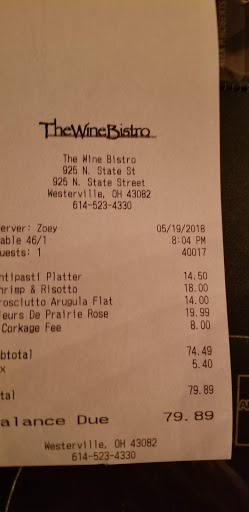 TheWineBistro
The Wine Bistro
925 N. State St
925 N. State Street
Westerville, OH 43082
614-523-4330
erver: Zoey 05/19/2018
able 46/1 8:04 PM
uests: 1 40017
ntipasti Platter 14.50
hrimp & Risotto 18.00
rosciutto Arugula Flat 14.00
leurs De Prairie Rose 19.99
Corkage Fee 8.00
btotal 74.49
x 5.40
tal 79.89
alance Due 79.89
Westerville, OH 43082
614-523-4330